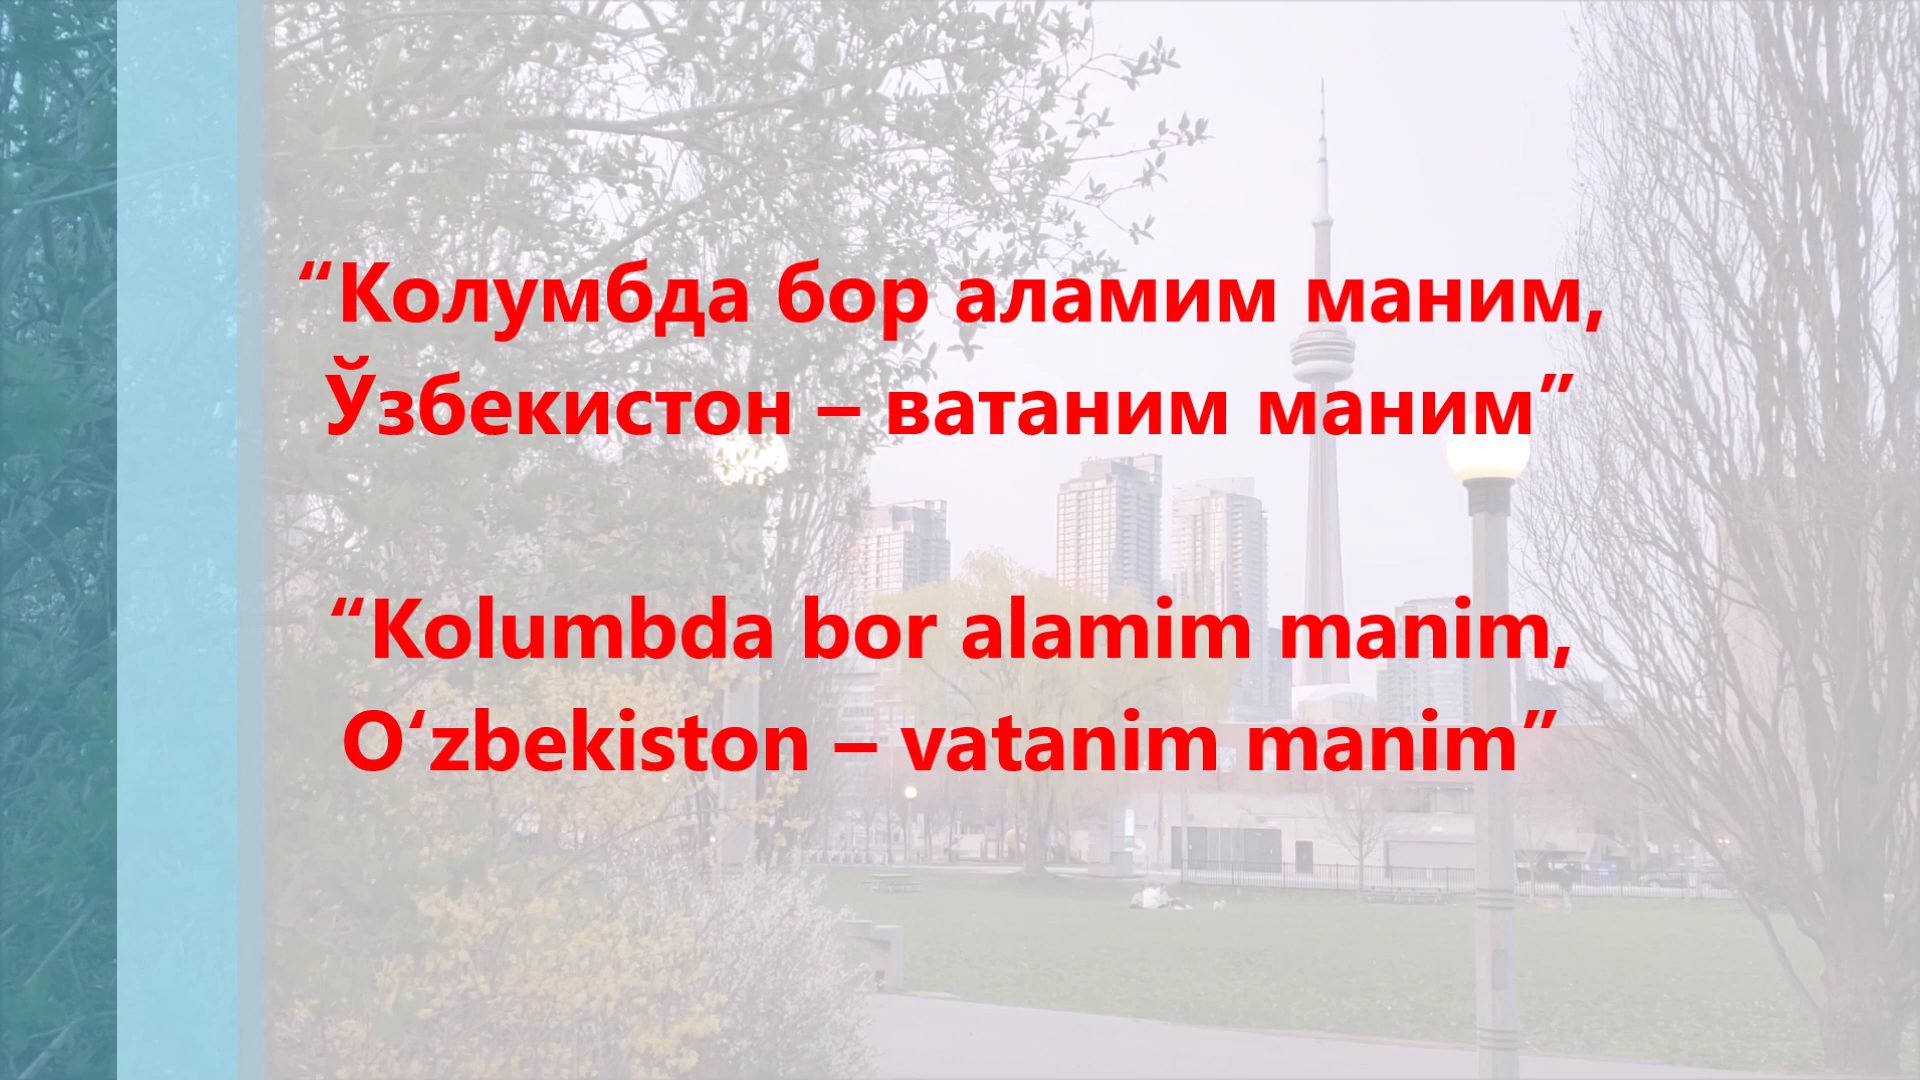 “Колумбда бор аламим маним,
Ўзбекистон – ватаним маним”
“Kolumbda bor alamim manim,
O‘zbekiston – vatanim manim”